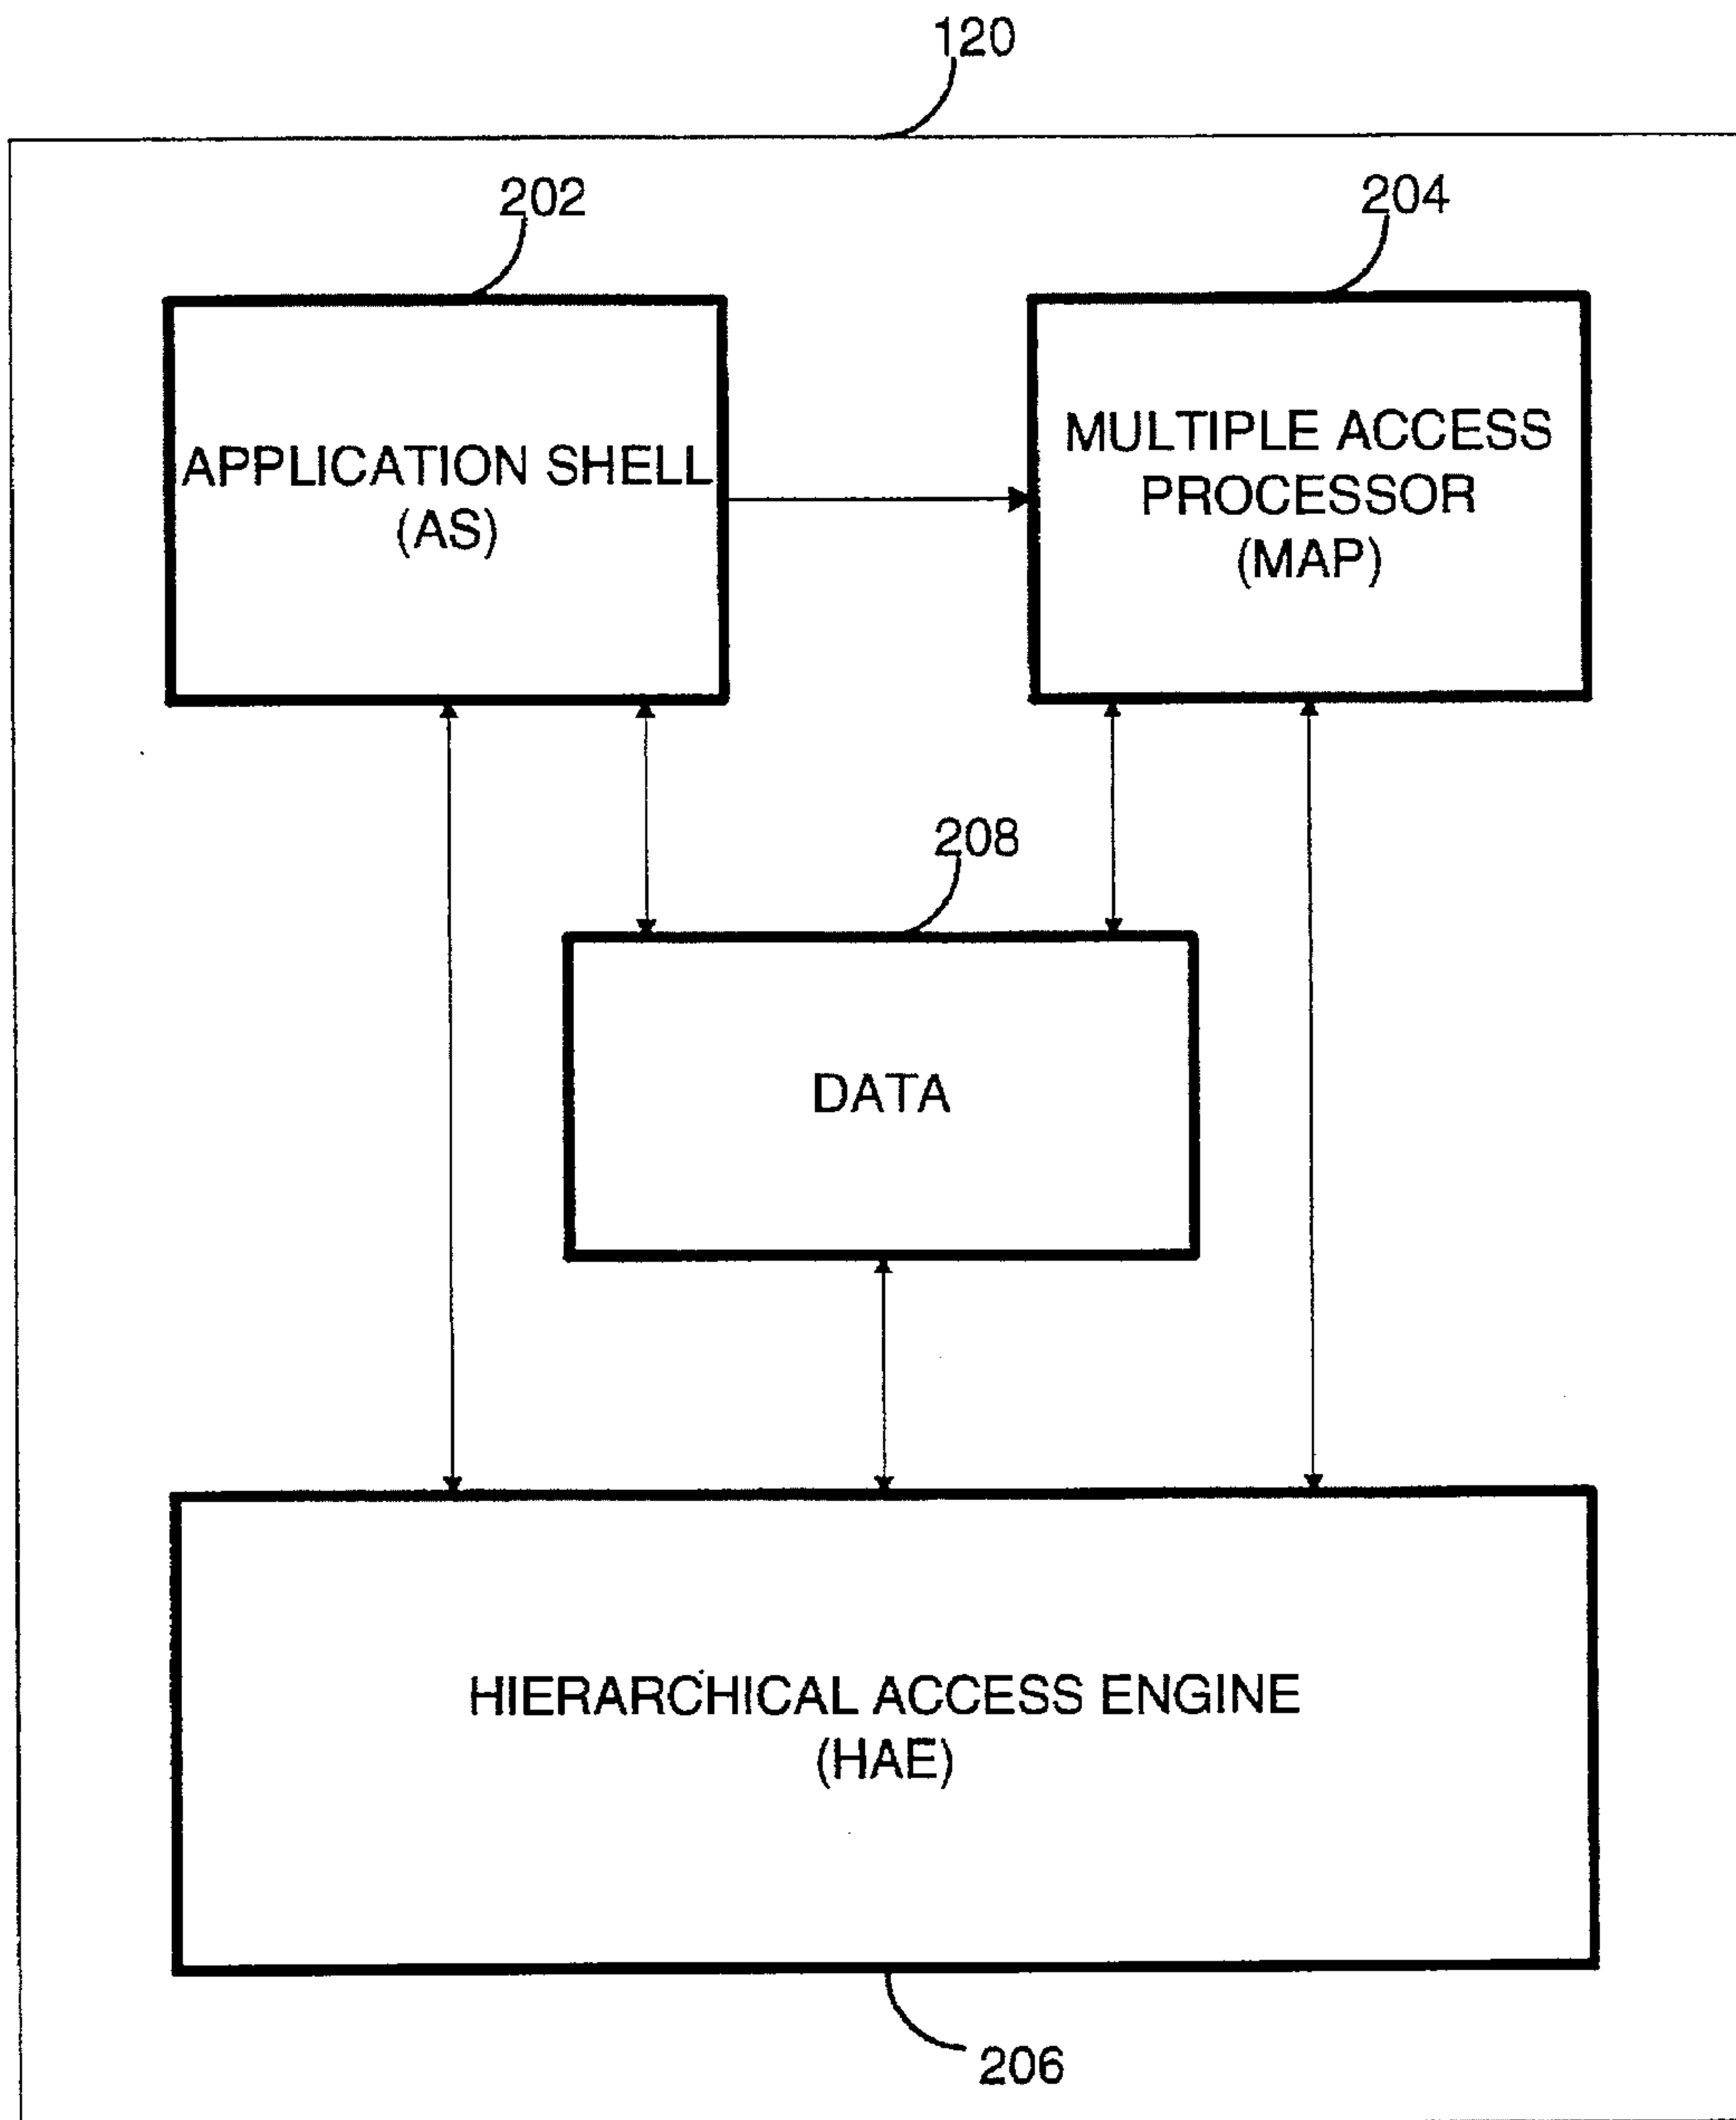 120
202
204
APPLICATION SHELL
(AS)
MULTIPLE ACCESS
PROCESSOR
(MAP)
208
DATA
HIERARCHICAL ACCESS ENGINE
(HAE)
206